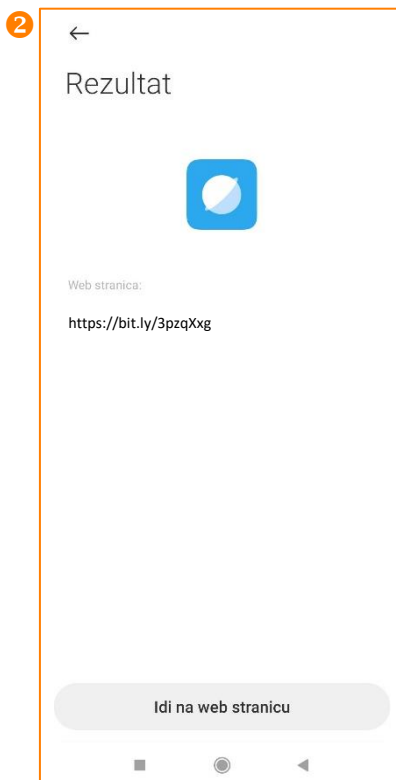 2
Rezultat
Web stranica:
https://bit.ly/3pzqXxg
Idi na web stranicu